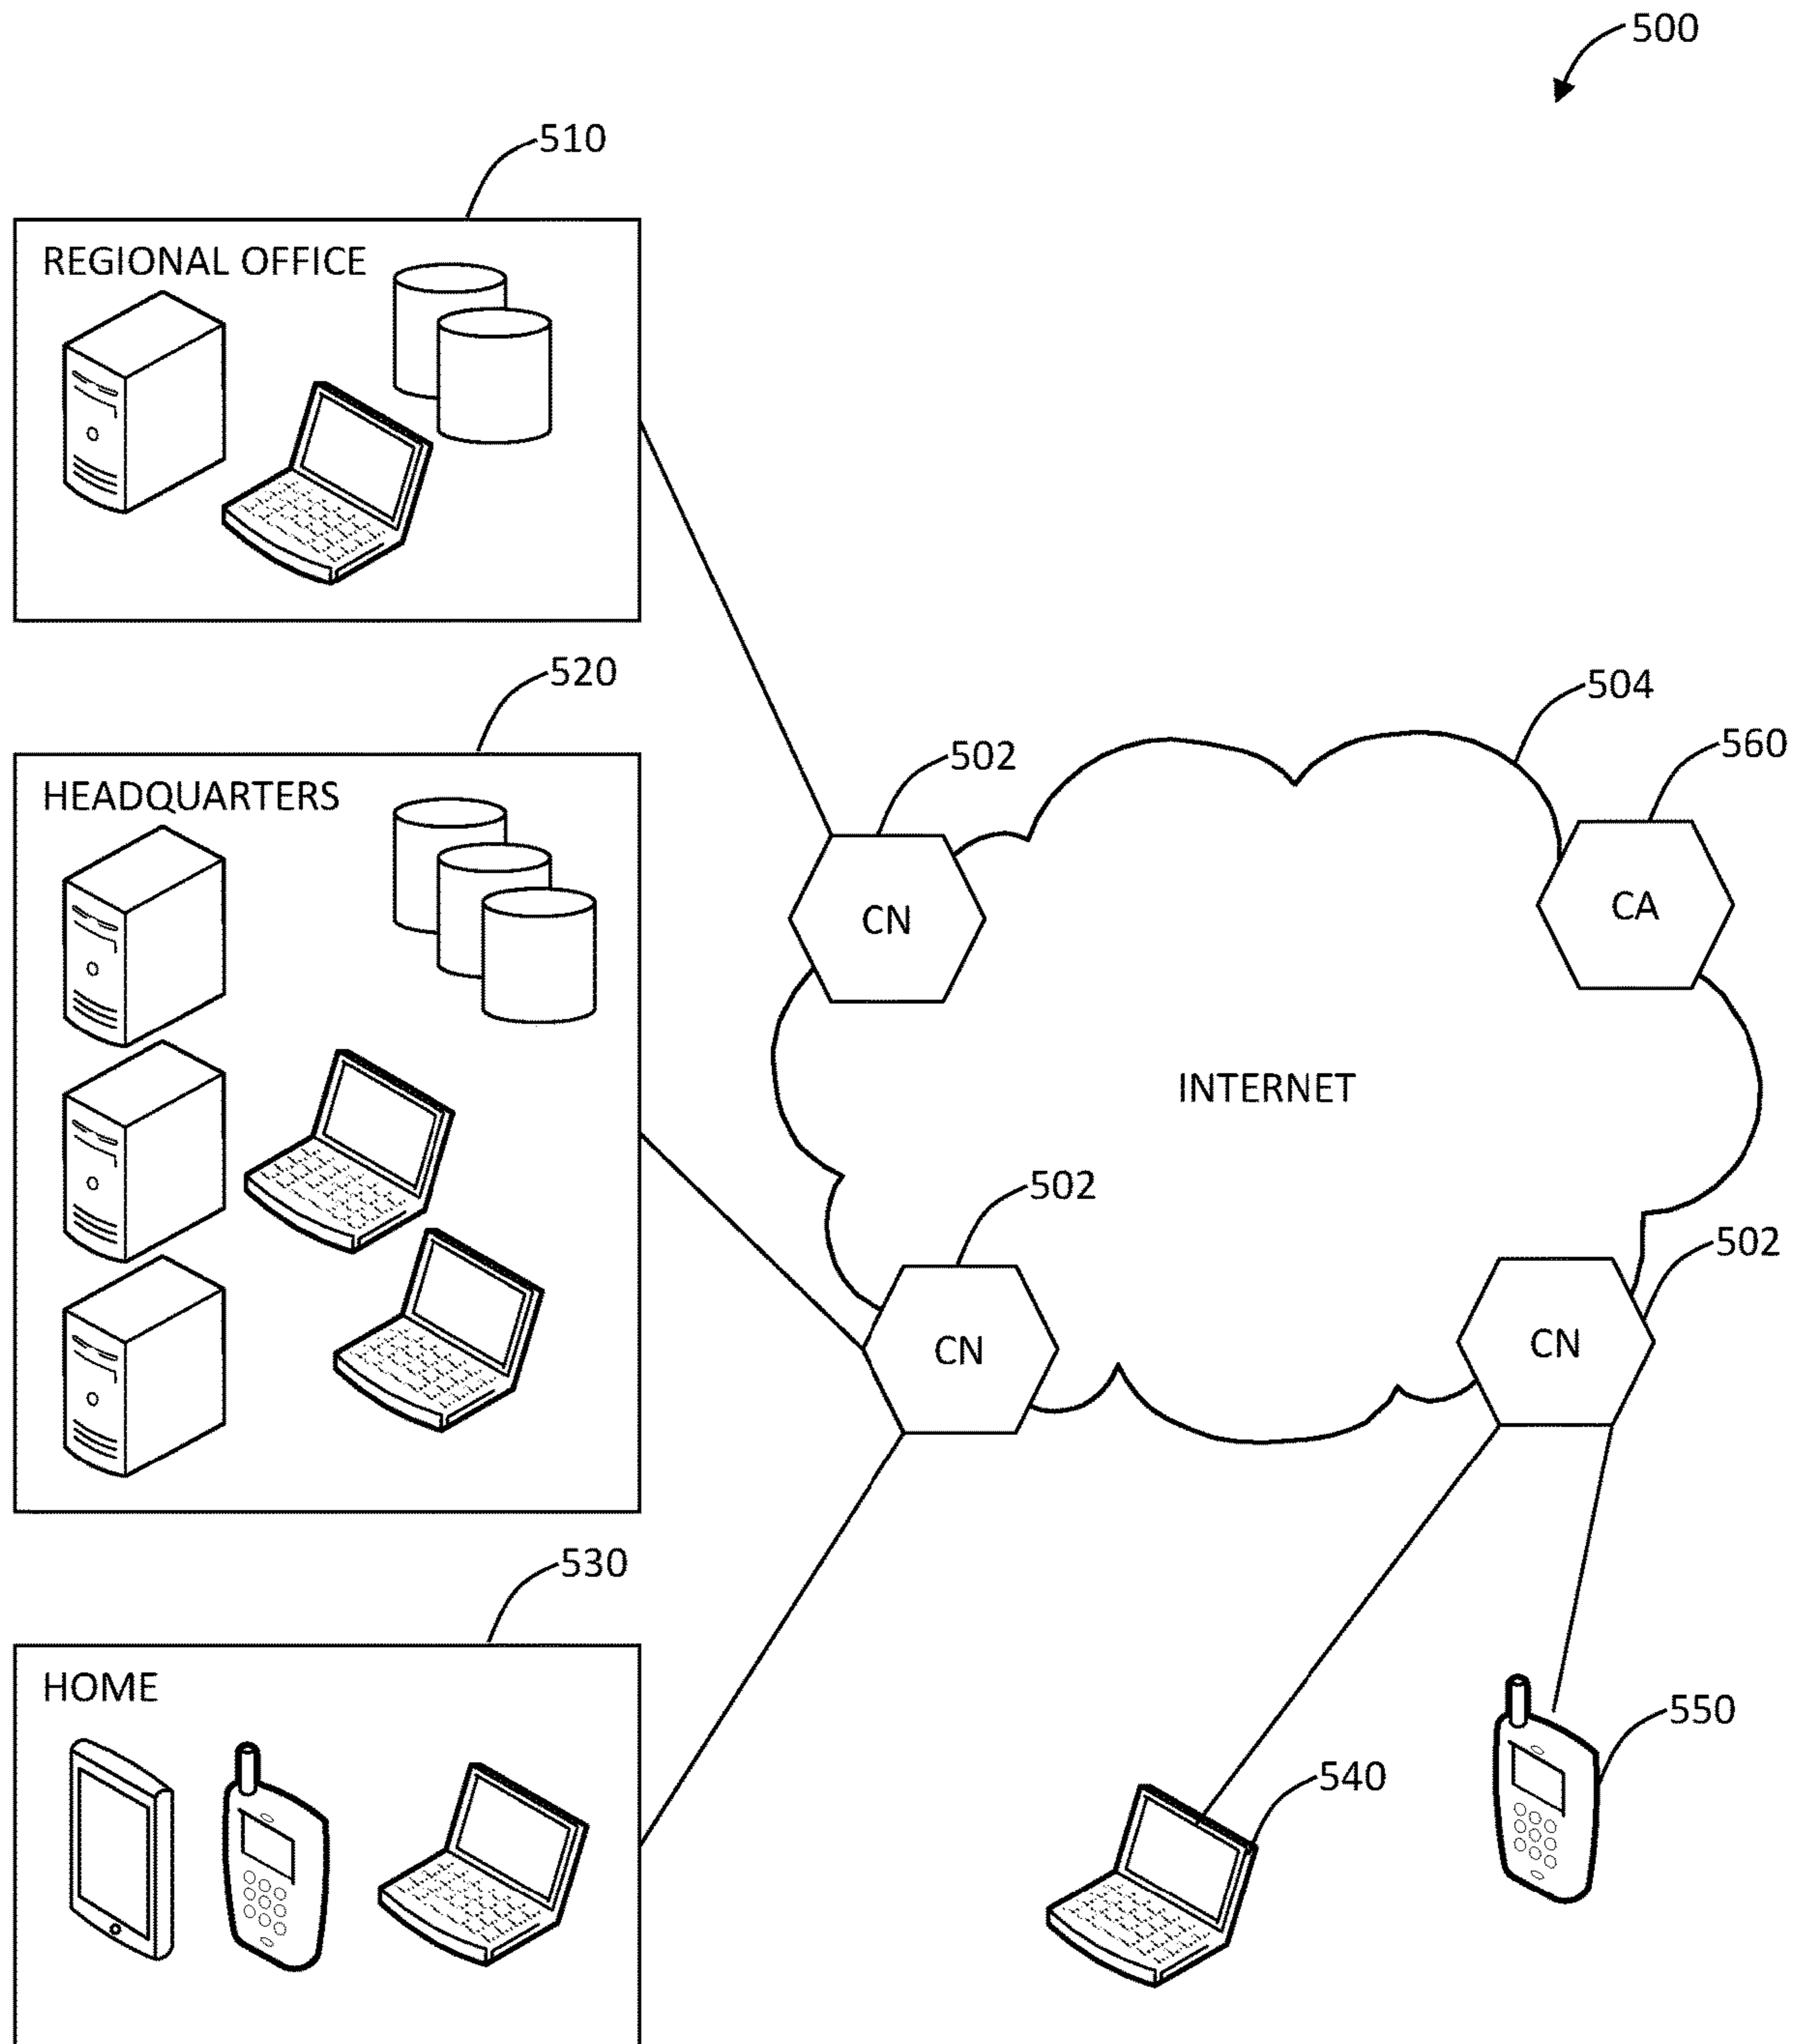 500
510
REGIONAL OFFICE
520
HEADQUARTERS
504
560
502
CN
CA
INTERNET
502
502
CN
CN
530
HOME
540
550